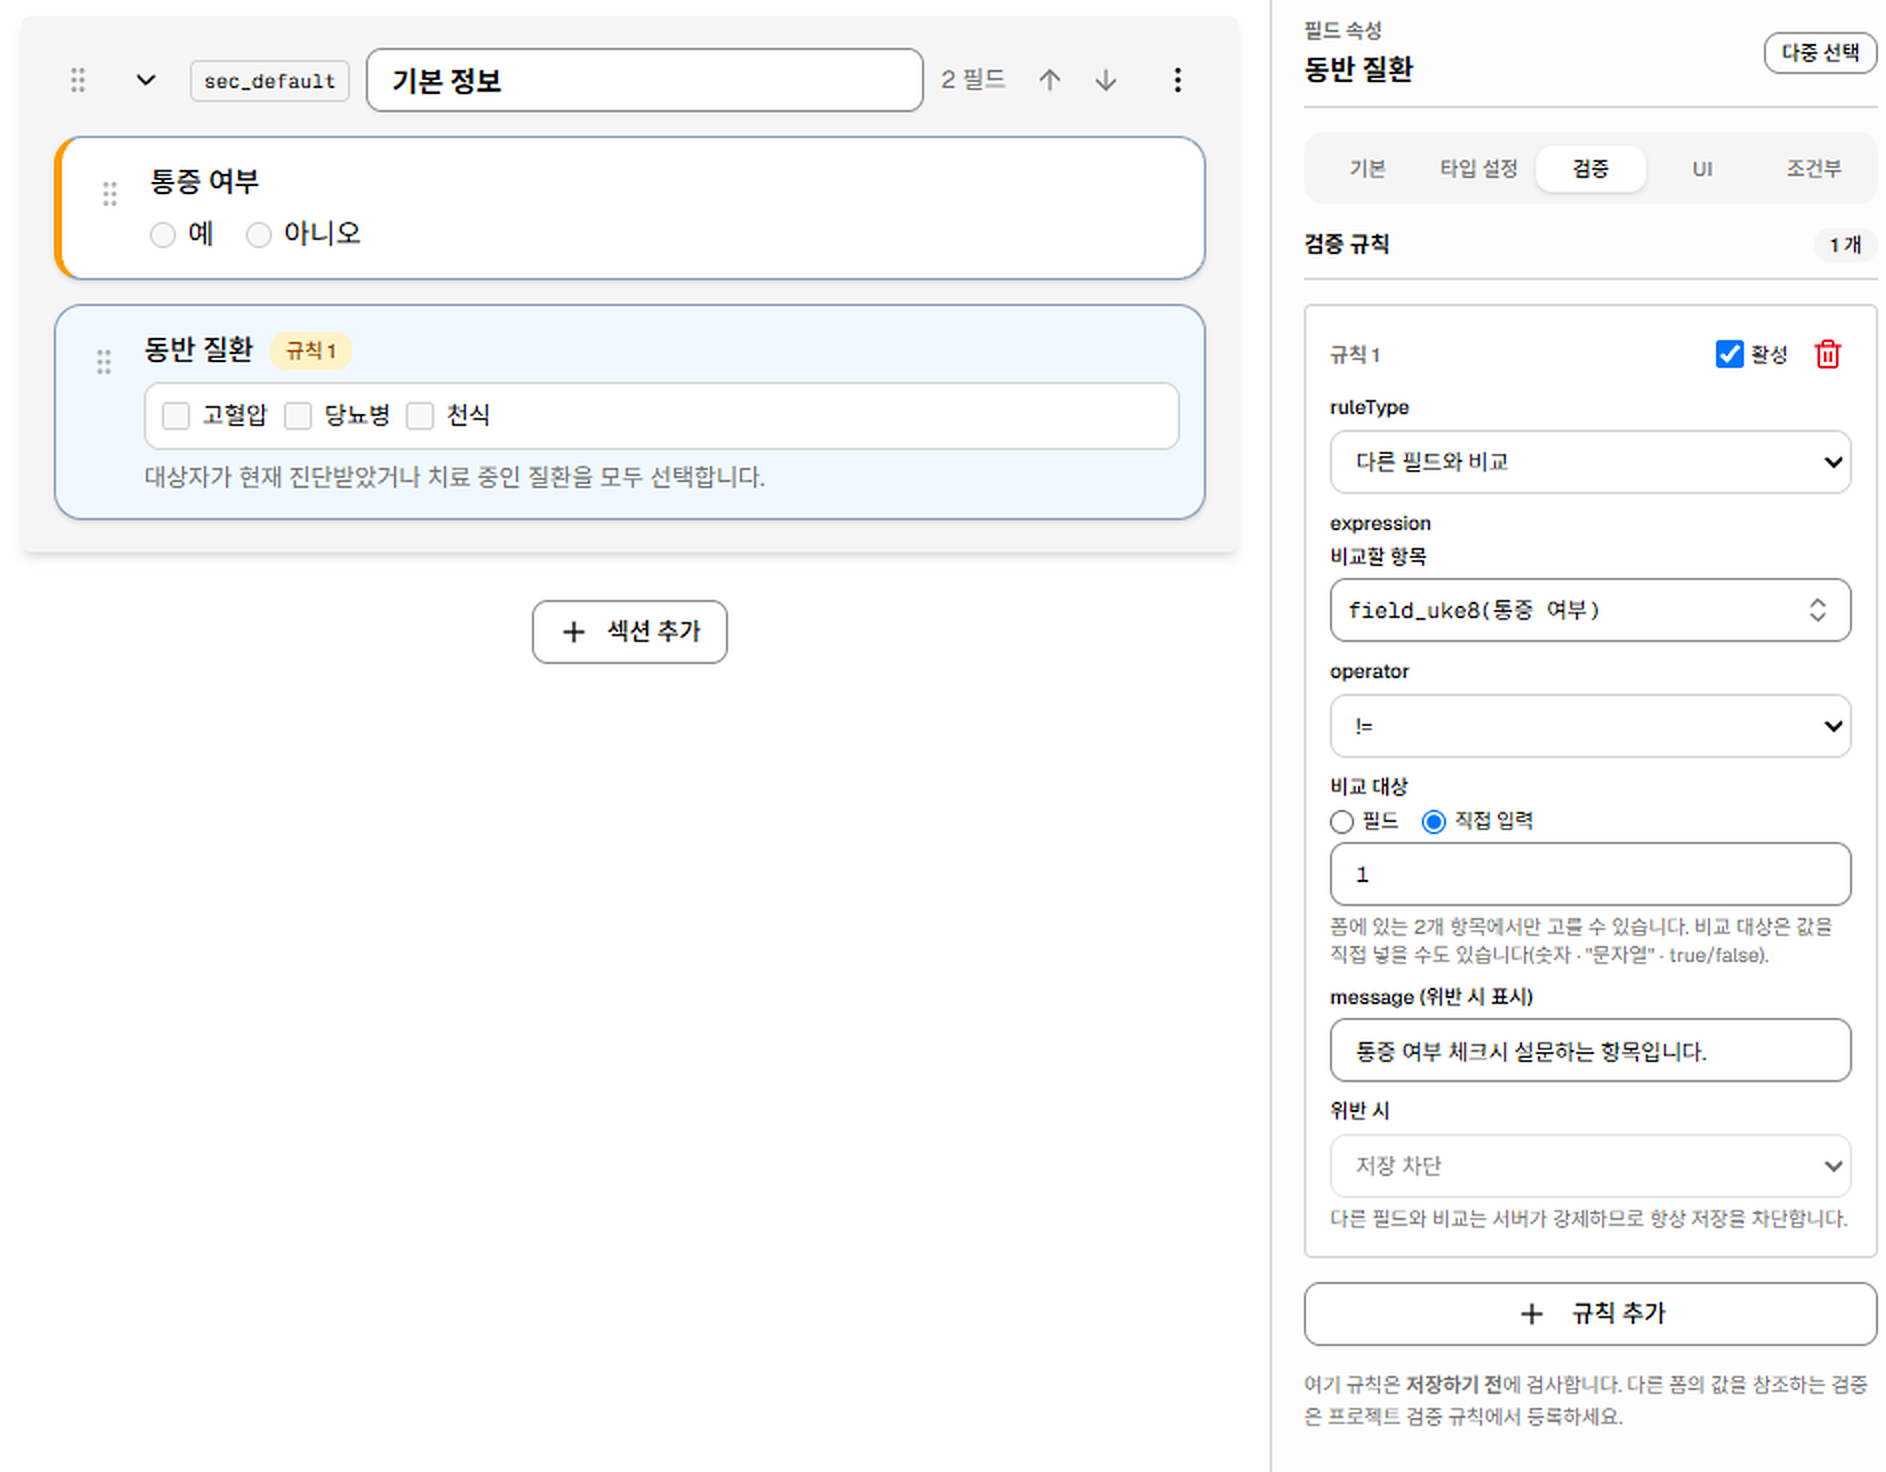 sec_default
기본 정보
2 필드
통증 여부
예 아니오
동반 질환 규칙 1
고혈압 당뇨병 천식
대상자가 현재 진단받았거나 치료 중인 질환을 모두 선택합니다.
섹션 추가
필드 속성
동반 질환
다중 선택
기본 타입 설정 검증 UI 조건부
검증 규칙 1 개
규칙 1 활성
ruleType
다른 필드와 비교
expression
비교할 항목
field_uke8(통증 여부)
operator
!=
비교 대상
필드 직접 입력
1
폼에 있는 2개 항목에서만 고를 수 있습니다. 비교 대상은 값을
직접 넣을 수도 있습니다(숫자 · "문자열" · true/false).
message (위반 시 표시)
통증 여부 체크시 설문하는 항목입니다.
위반 시
저장 차단
다른 필드와 비교는 서버가 강제하므로 항상 저장을 차단합니다.
규칙 추가
여기 규칙은 저장하기 전에 검사합니다. 다른 폼의 값을 참조하는 검증
은 프로젝트 검증 규칙에서 등록하세요.